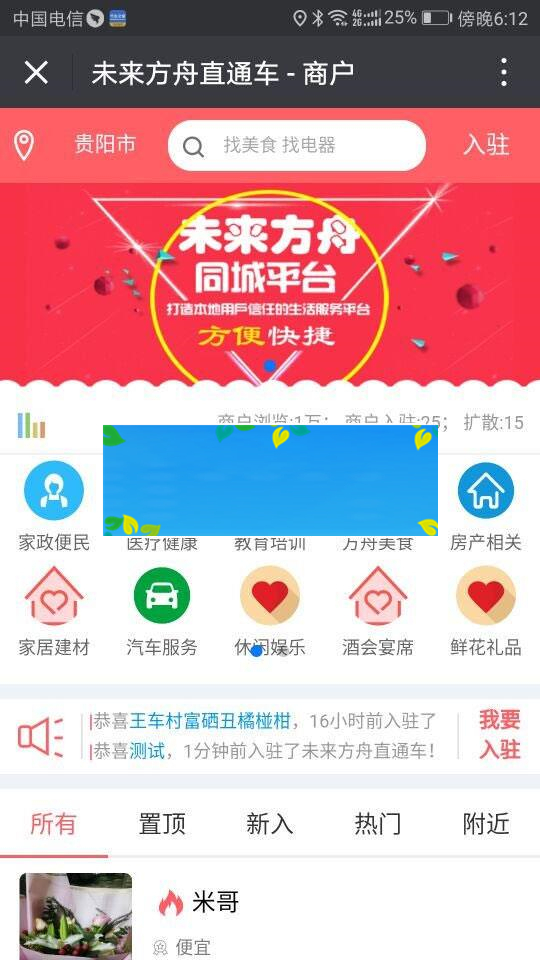 中国电信 4G 2G 25% 傍晚6:12
未来方舟直通车 - 商户
贵阳市 找美食 找电器 入驻
未来方舟
同城平台
打造本地用戶信任的生活服务平台
方便快捷
商户浏览:1万； 商户入驻:25； 扩散:15
家政便民 医疗健康 教育培训 方舟美食 房产相关
家居建材 汽车服务 休闲娱乐 酒会宴席 鲜花礼品
恭喜王车村富硒丑橘椪柑，16小时前入驻了
恭喜测试，1分钟前入驻了未来方舟直通车！
我要
入驻
所有 置顶 新入 热门 附近
米哥
便宜